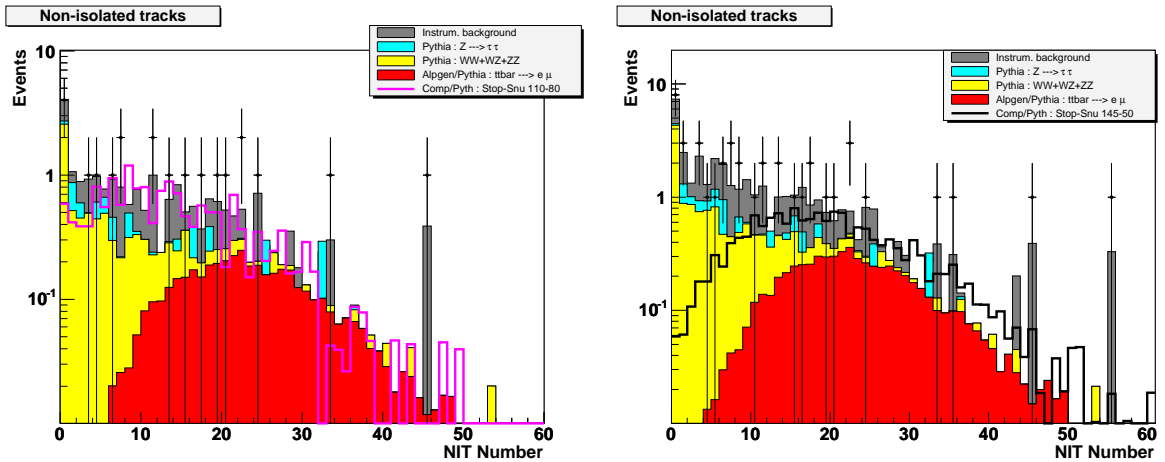 Non-isolated tracks
Events
10
1
10⁻¹
Instrum. background
Pythia : Z ---> τ τ
Pythia : WW+WZ+ZZ
Alpgen/Pythia : ttbar ---> e μ
Comp/Pyth : Stop-Snu 110-80
0 10 20 30 40 50 60
NIT Number
Non-isolated tracks
Events
10
1
10⁻¹
Instrum. background
Pythia : Z ---> τ τ
Pythia : WW+WZ+ZZ
Alpgen/Pythia : ttbar ---> e μ
Comp/Pyth : Stop-Snu 145-50
0 10 20 30 40 50 60
NIT Number